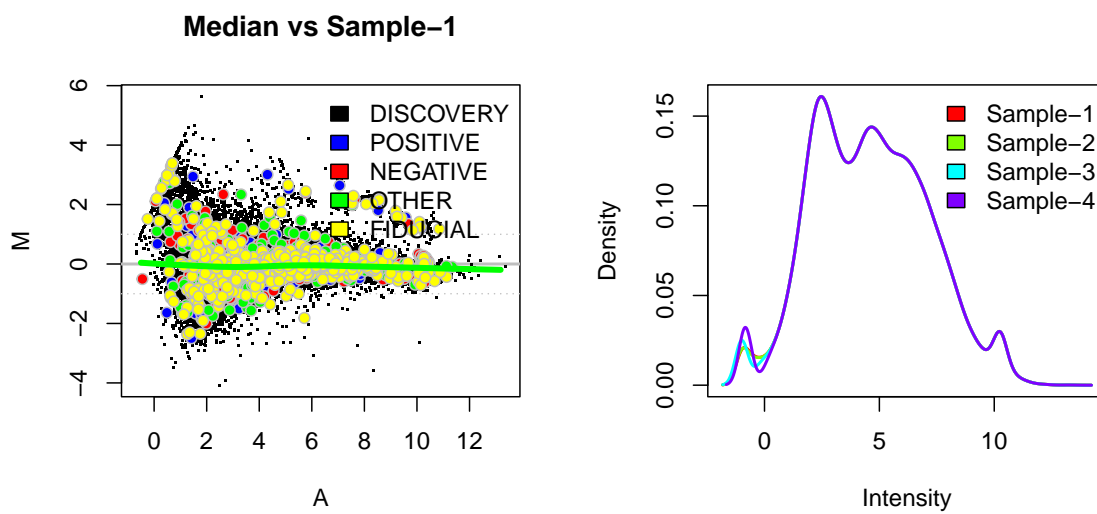 Median vs Sample−1
M
6
4
2
0
−2
−4
DISCOVERY
POSITIVE
NEGATIVE
OTHER
FIDUCIAL
0 2 4 6 8 10 12
A
Density
0.15
0.10
0.05
0.00
Sample−1
Sample−2
Sample−3
Sample−4
0 5 10
Intensity